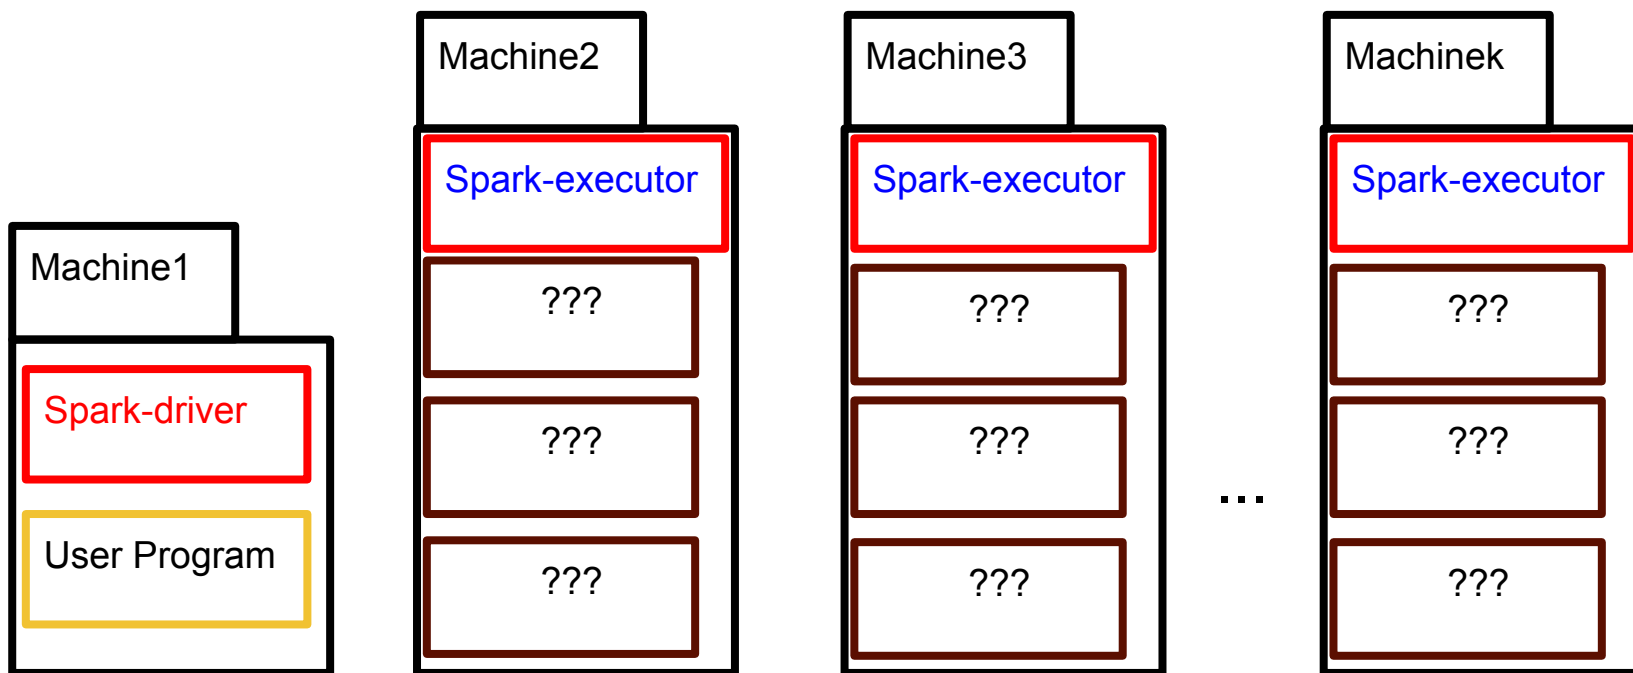 Machine1
Spark-driver
User Program
Machine2
Spark-executor
???
???
???
Machine3
Spark-executor
???
???
???
...
Machinek
Spark-executor
???
???
???